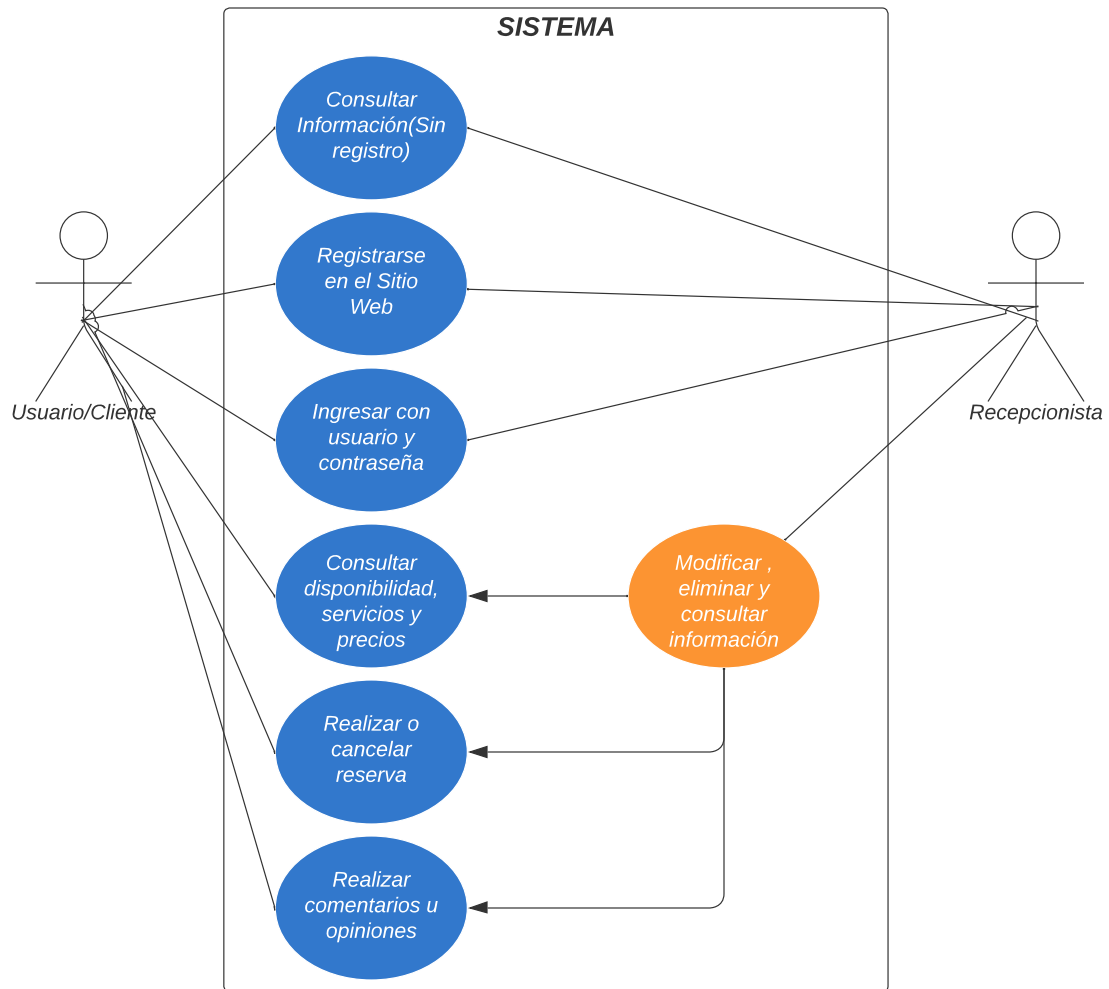 SISTEMA
Consultar
Información(Sin
registro)
Registrarse
en el Sitio
Web
Usuario/Cliente
Recepcionista
Ingresar con
usuario y
contraseña
Consultar
disponibilidad,
servicios y
precios
Modificar ,
eliminar y
consultar
información
Realizar o
cancelar
reserva
Realizar
comentarios u
opiniones